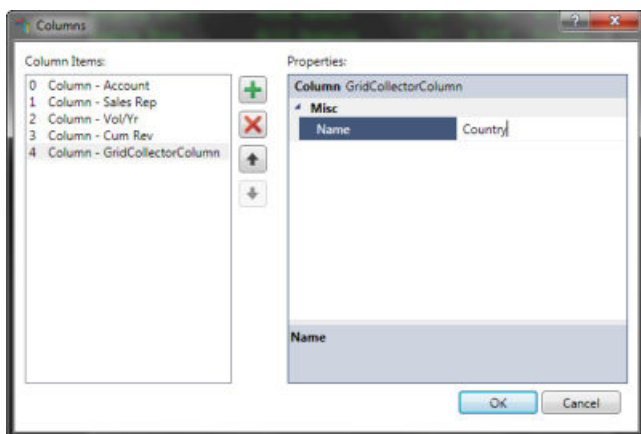 Columns
Column Items:
0 Column - Account
1 Column - Sales Rep
2 Column - Vol/Yr
3 Column - Cum Rev
4 Column - GridCollectorColumn
Properties:
Column GridCollectorColumn
Misc
Name Country
Name
OK Cancel